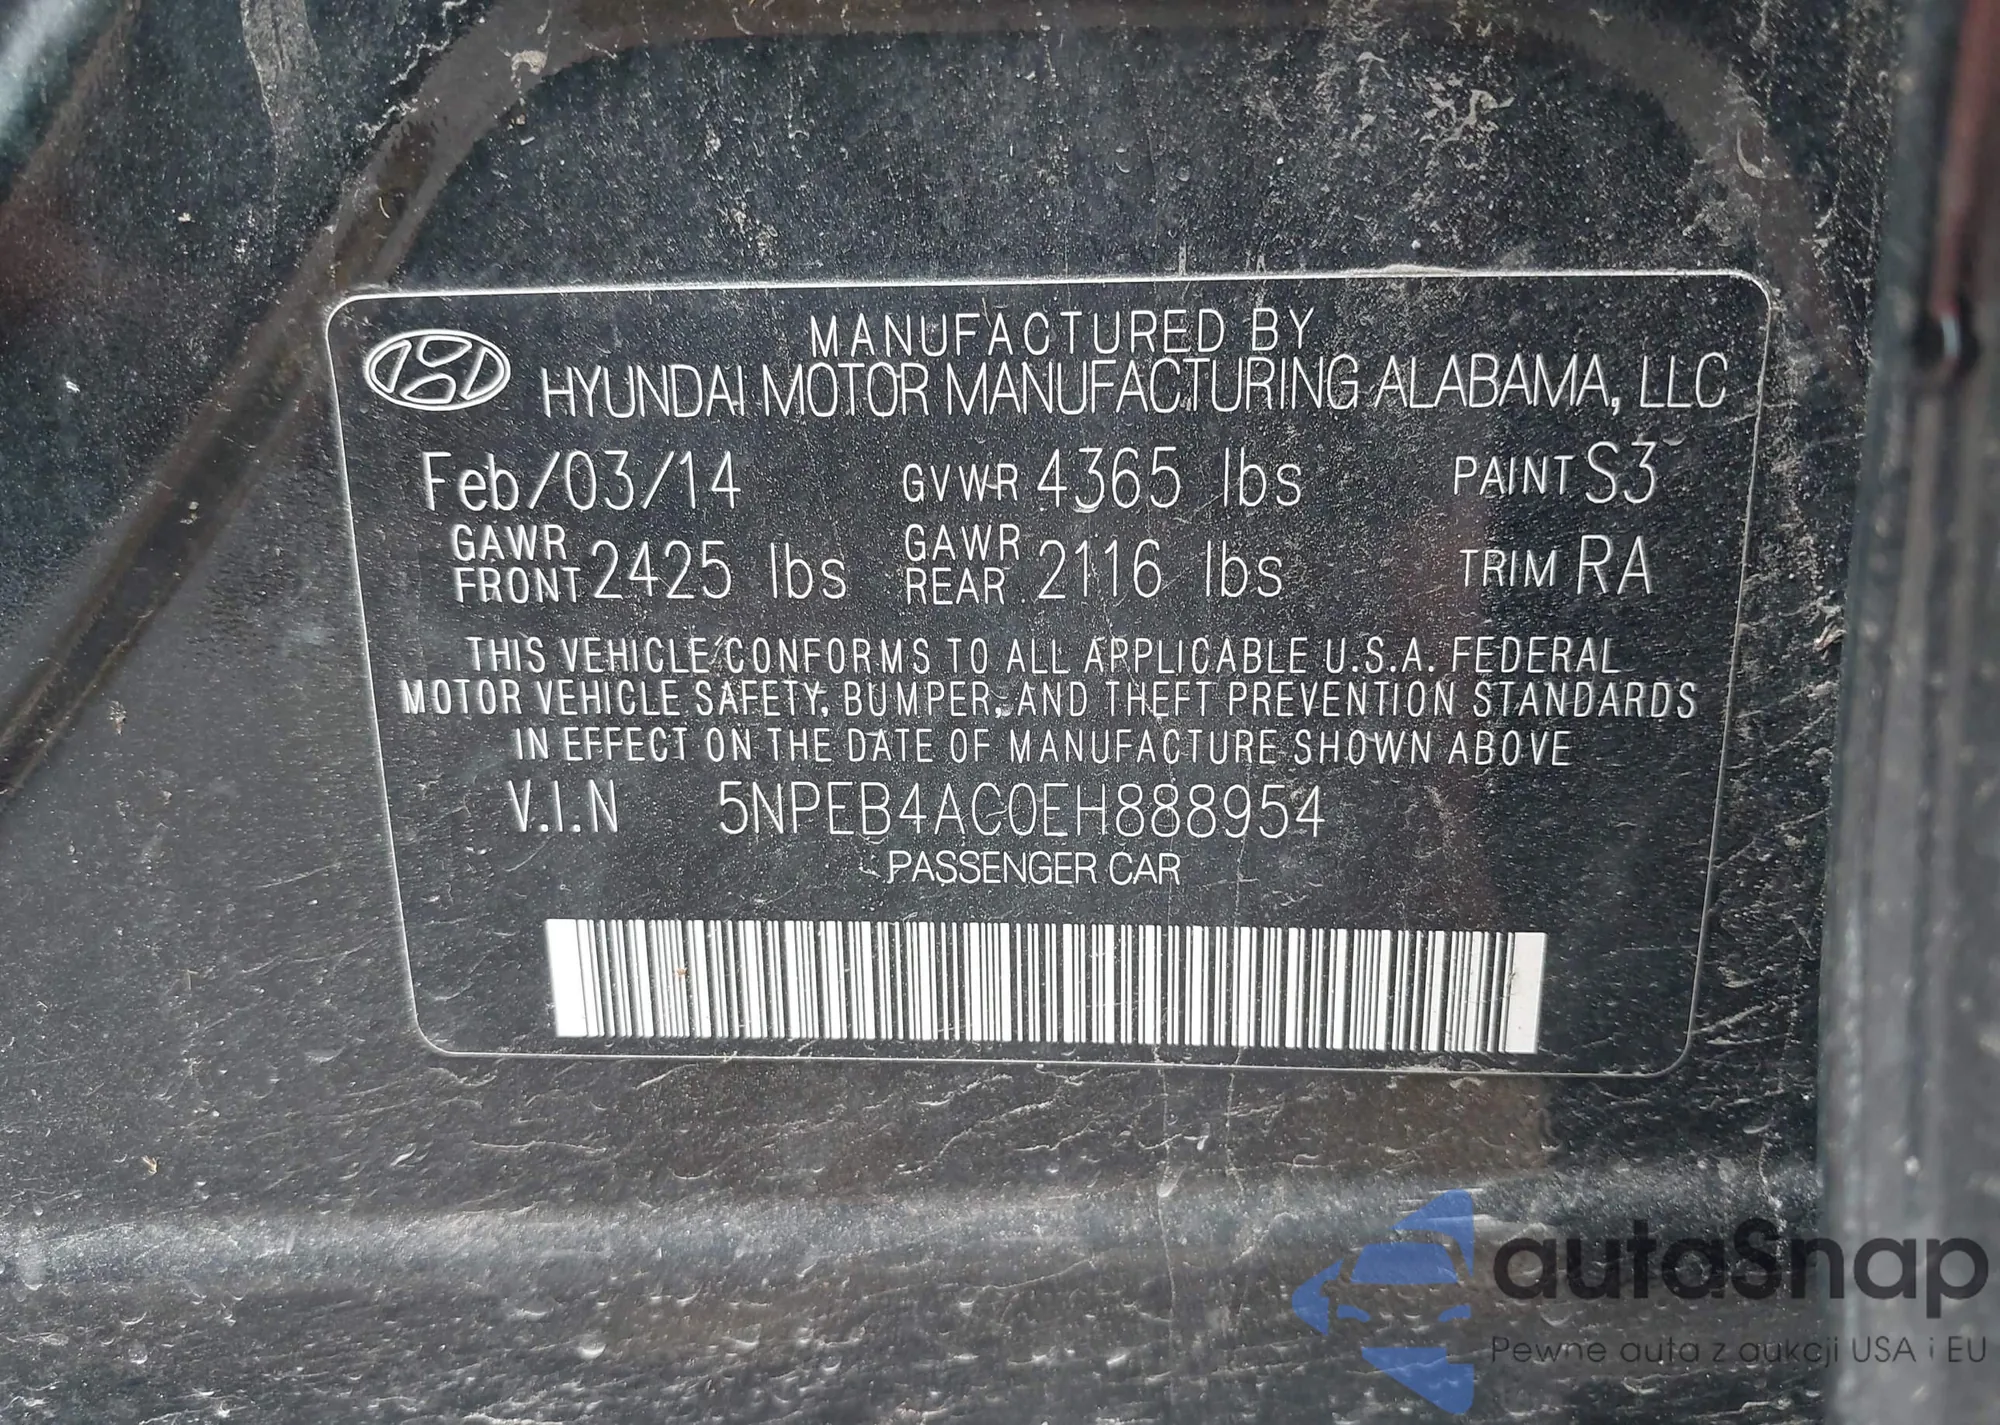 MANUFACTURED BY
HYUNDAI MOTOR MANUFACTURING ALABAMA, LLC
Feb/03/14 GVWR 4365 lbs PAINT S3
GAWR FRONT 2425 lbs GAWR REAR 2116 lbs TRIM RA
THIS VEHICLE CONFORMS TO ALL APPLICABLE U.S.A. FEDERAL
MOTOR VEHICLE SAFETY, BUMPER, AND THEFT PREVENTION STANDARDS
IN EFFECT ON THE DATE OF MANUFACTURE SHOWN ABOVE
V.I.N 5NPEB4AC0EH888954
PASSENGER CAR
autaSnap
Pewne auta z aukcji USA i EU